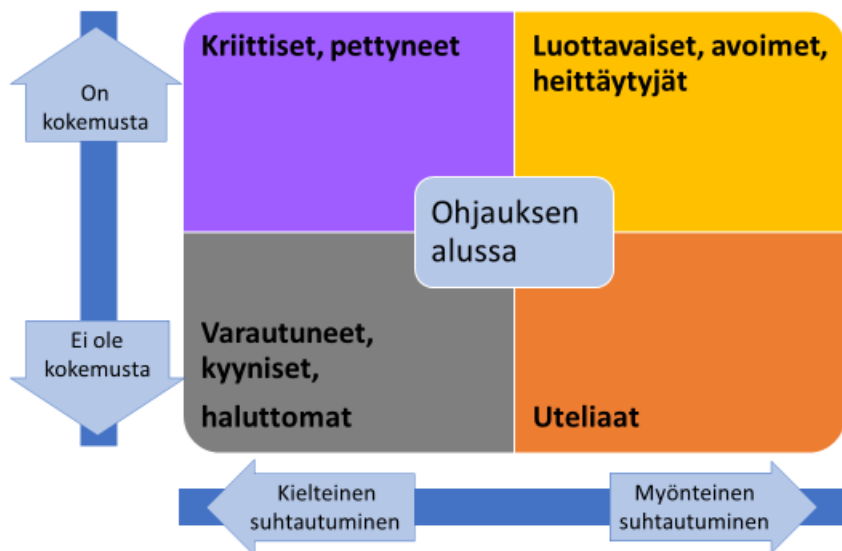 On
kokemusta
Kriittiset, pettyneet
Luottavaiset, avoimet,
heittäytyjät
Ohjauksen
alussa
Ei ole
kokemusta
Varautuneet,
kyyniset,
haluttomat
Uteliaat
Kielteinen
suhtautuminen
Myönteinen
suhtautuminen